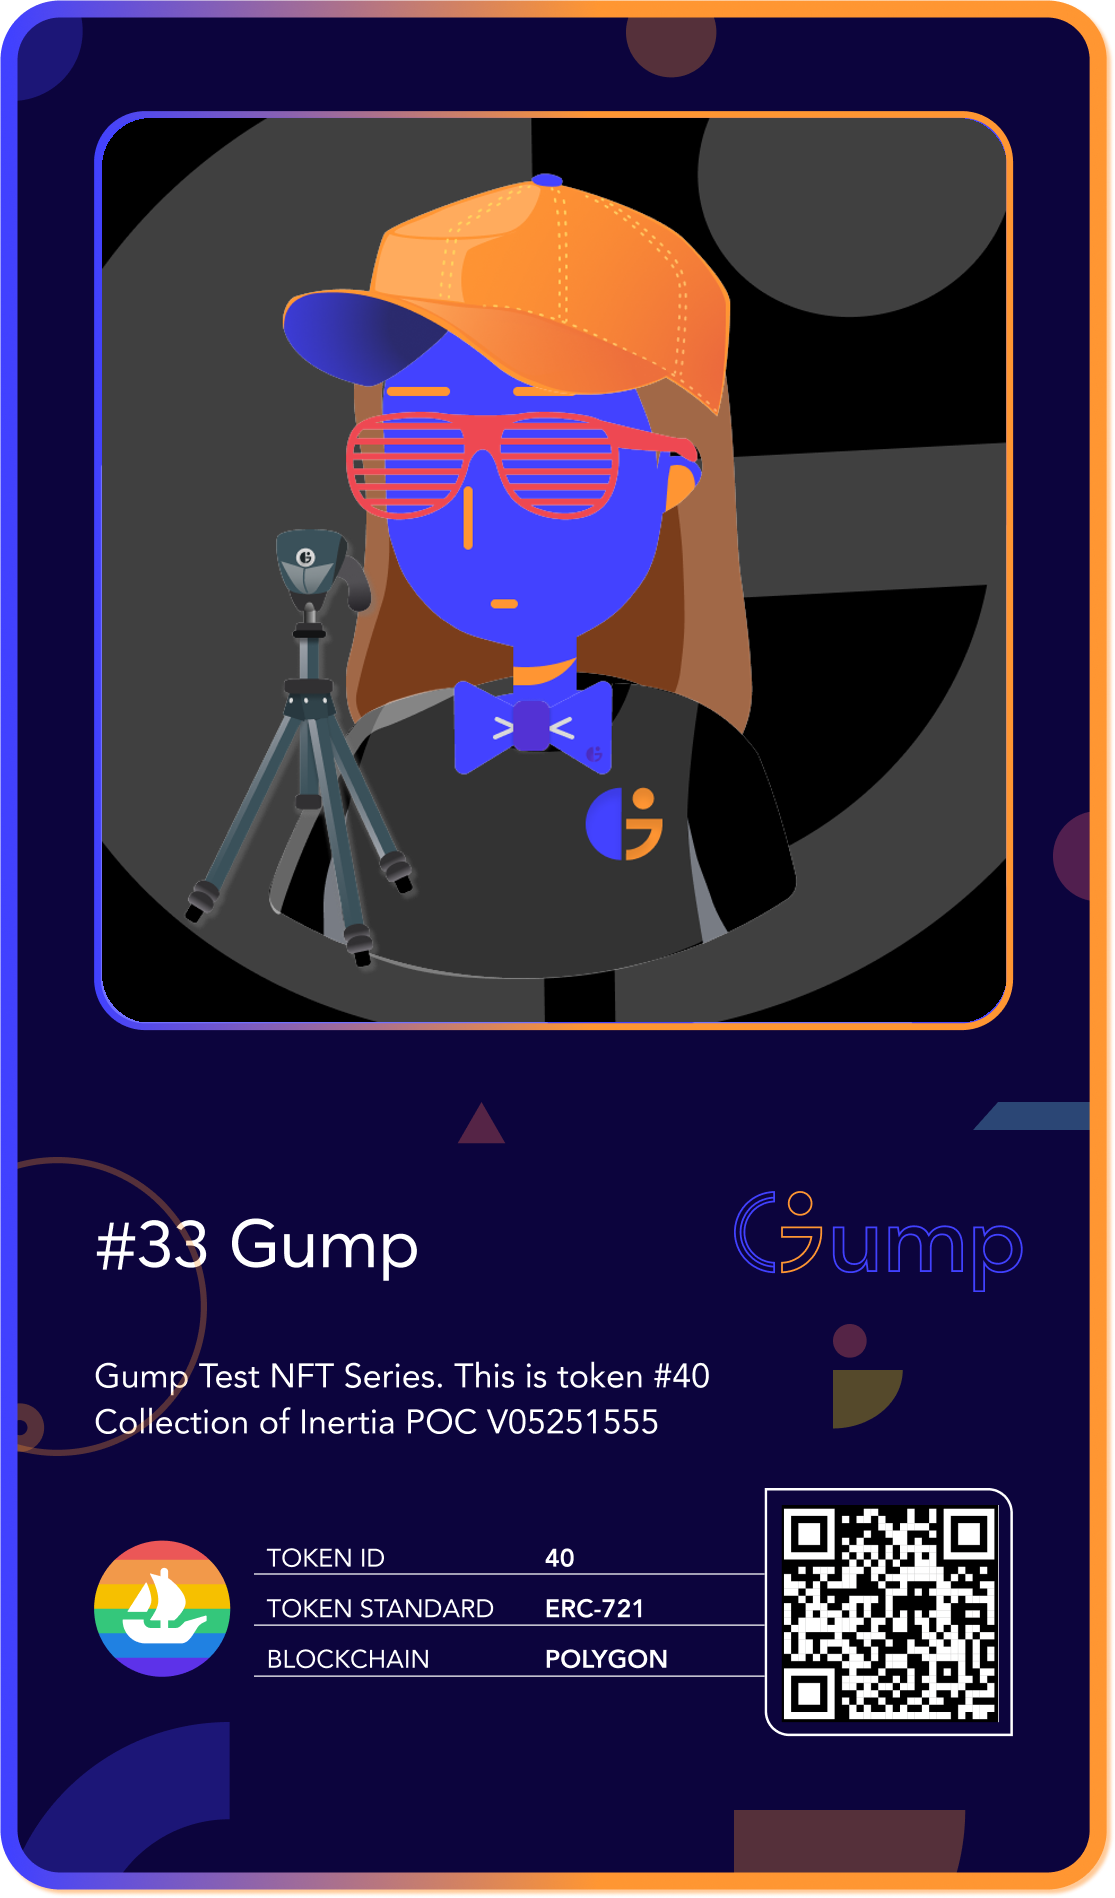 #33 Gump
Gump
Gump Test NFT Series. This is token #40
Collection of Inertia POC V05251555
TOKEN ID 40
TOKEN STANDARD ERC-721
BLOCKCHAIN POLYGON